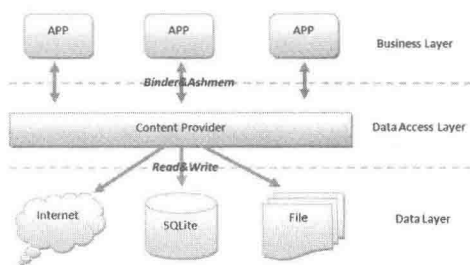 APP APP APP Business Layer
Binder&Ashmem
Content Provider Data Access Layer
Read&Write
Internet SQLite File Data Layer